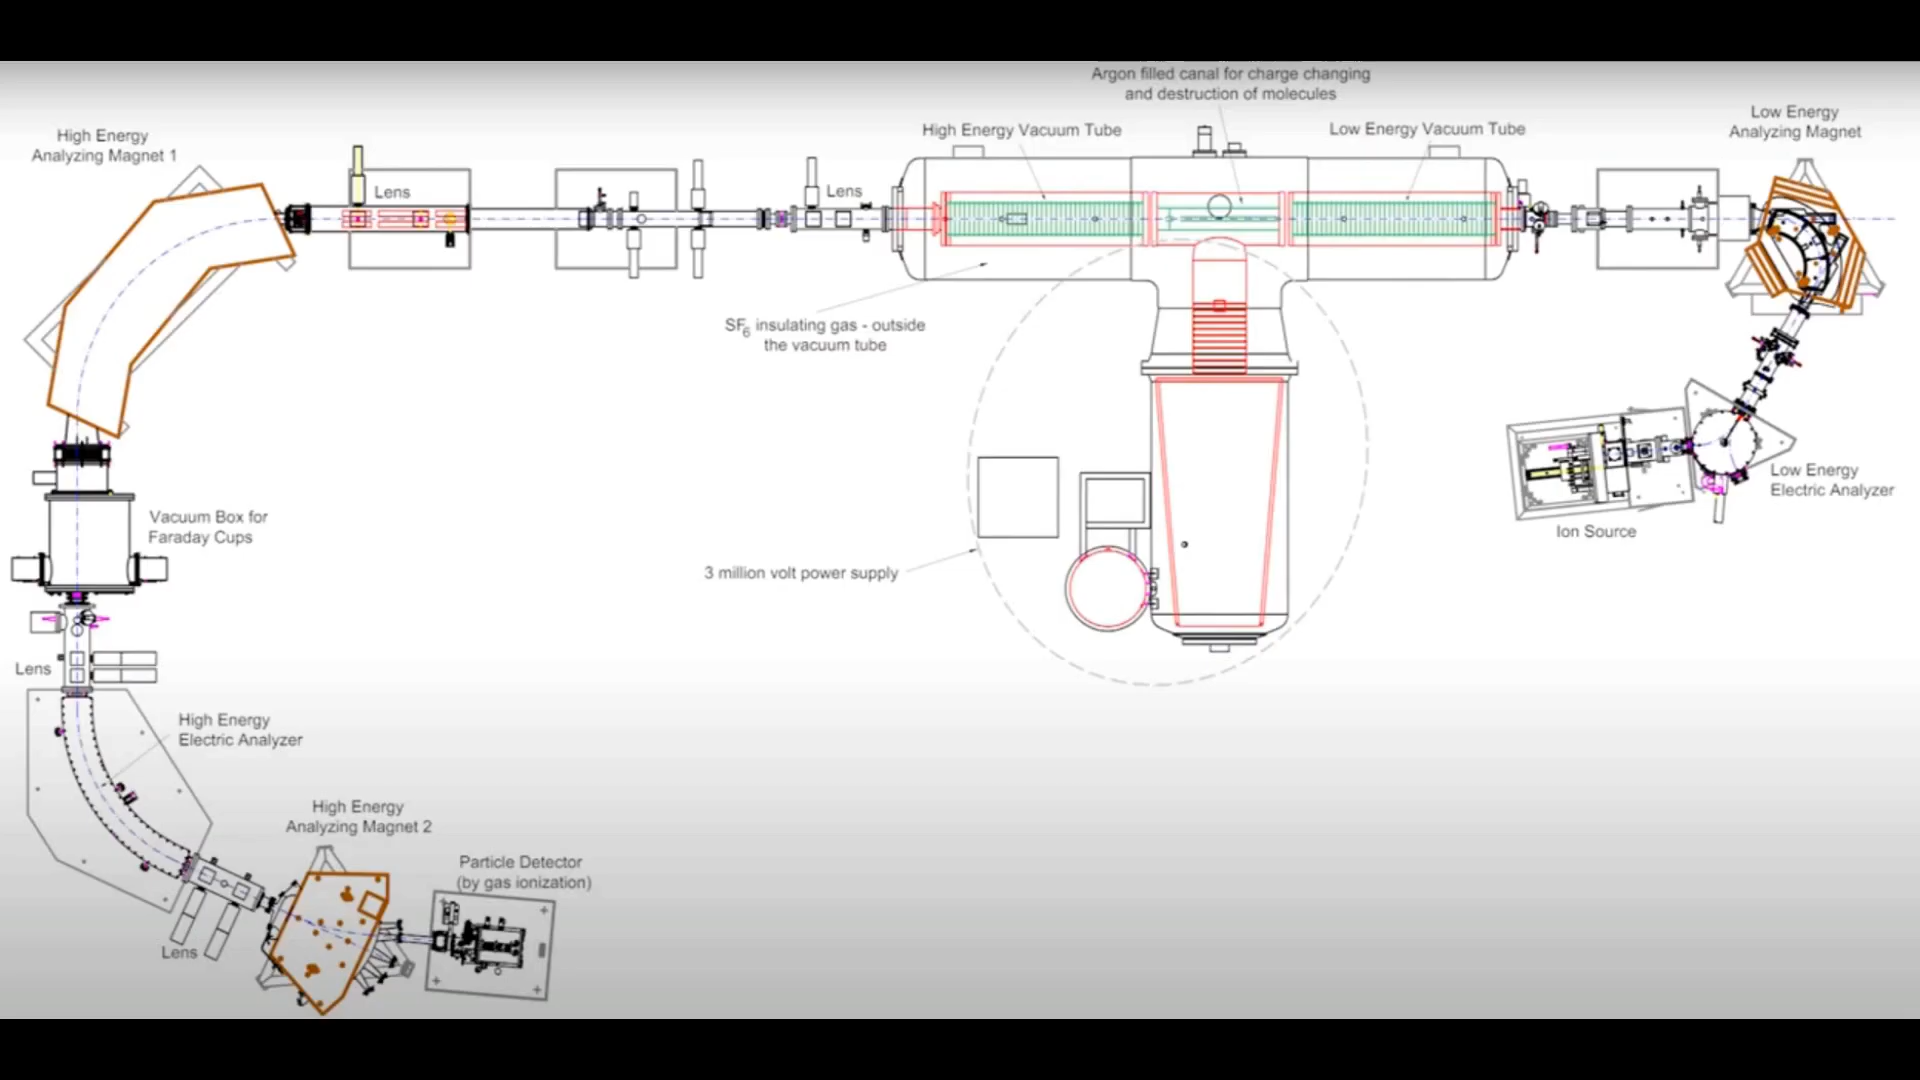 Argon filled canal for charge changing
and destruction of molecules
High Energy Vacuum Tube
Low Energy Vacuum Tube
Low Energy
Analyzing Magnet
High Energy
Analyzing Magnet 1
Lens
Lens
SF6 insulating gas - outside
the vacuum tube
Low Energy
Electric Analyzer
Ion Source
Vacuum Box for
Faraday Cups
3 million volt power supply
Lens
High Energy
Electric Analyzer
High Energy
Analyzing Magnet 2
Particle Detector
(by gas ionization)
Lens